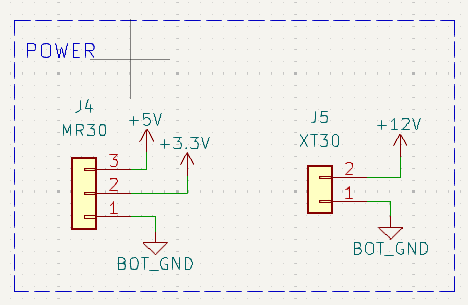 POWER
J4
MR30
+5V
+3.3V
3
2
1
BOT_GND
J5
XT30
+12V
2
1
BOT_GND